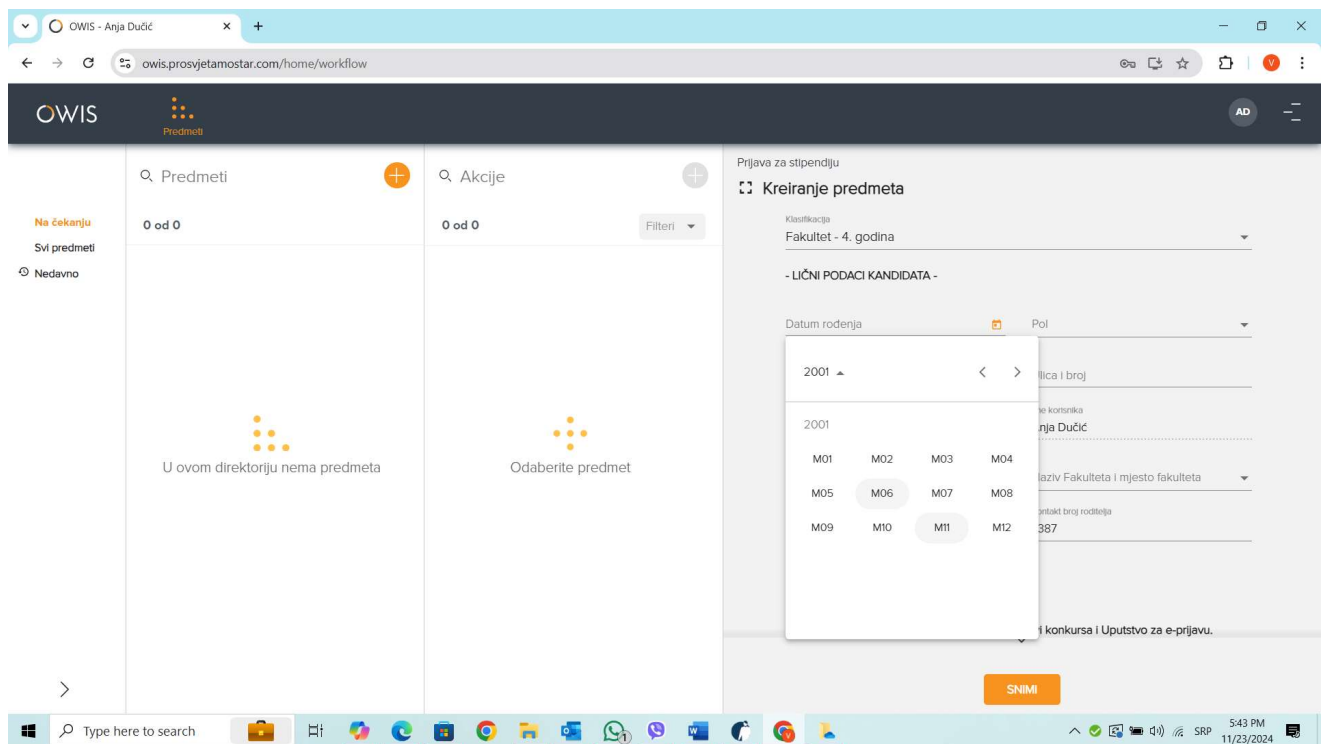 OWIS - Anja Dučić
owis.prosvjetamostar.com/home/workflow
V
OWIS
Predmeti
AD
Na čekanju
Svi predmeti
Nedavno
Predmeti
0 od 0
U ovom direktoriju nema predmeta
Akcije
0 od 0
Filteri
Odaberite predmet
Prijava za stipendiju
Kreiranje predmeta
Klasifikacija
Fakultet - 4. godina
- LIČNI PODACI KANDIDATA -
Datum rođenja
Pol
2001
2001
M01 M02 M03 M04
M05 M06 M07 M08
M09 M10 M11 M12
i broj
korisnika
Dučić
Fakulteta i mjesto fakulteta
broj roditelja
387
konkursa i Uputstvo za e-prijavu.
SNIMI
Type here to search
1
SRP
5:43 PM
11/23/2024